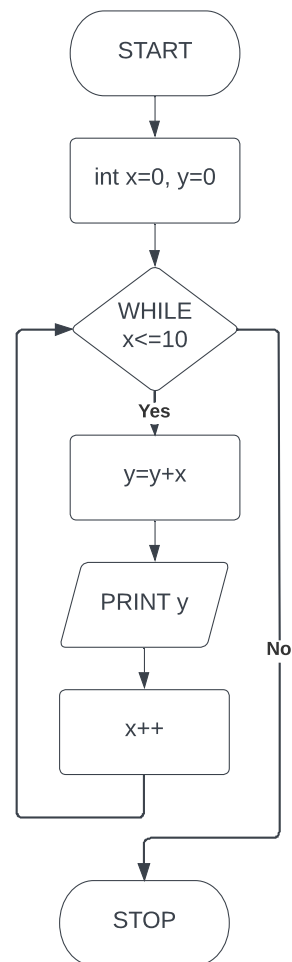 START
int x=0, y=0
WHILE
x<=10
Yes
y=y+x
PRINT y
No
x++
STOP